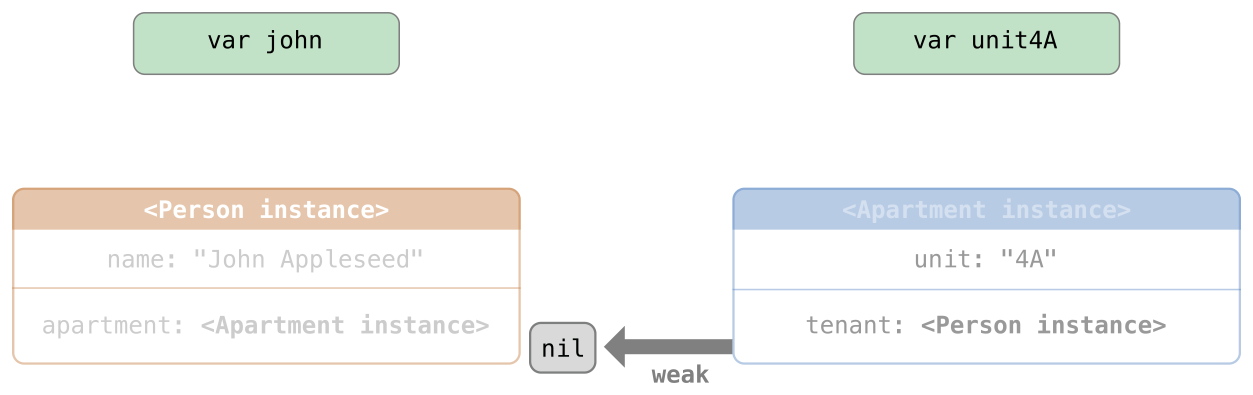 var john
var unit4A
<Person instance>
name: "John Appleseed"
apartment: <Apartment instance>
<Apartment instance>
unit: "4A"
tenant: <Person instance>
nil
weak